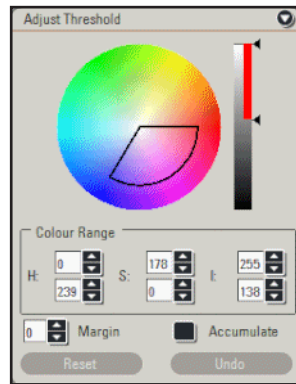 Adjust Threshold
Colour Range
H: 0 S: 178 I: 255
239 0 138
0 Margin Accumulate
Reset Undo